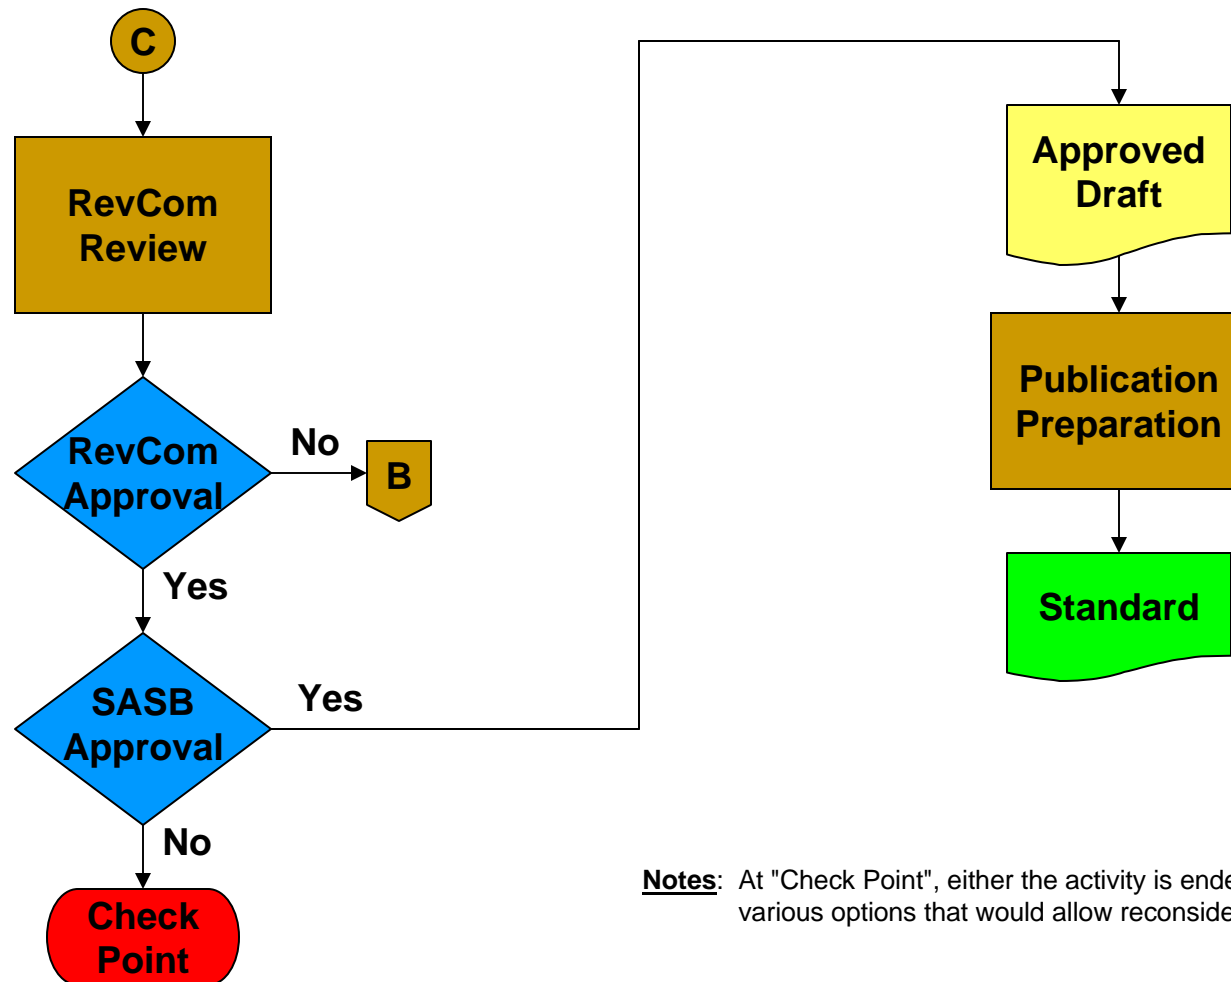 C
RevCom
Review
RevCom
Approval
No
B
Yes
SASB
Approval
Yes
No
Check
Point
Approved
Draft
Publication
Preparation
Standard
Notes: At "Check Point", either the activity is ende
various options that would allow reconside